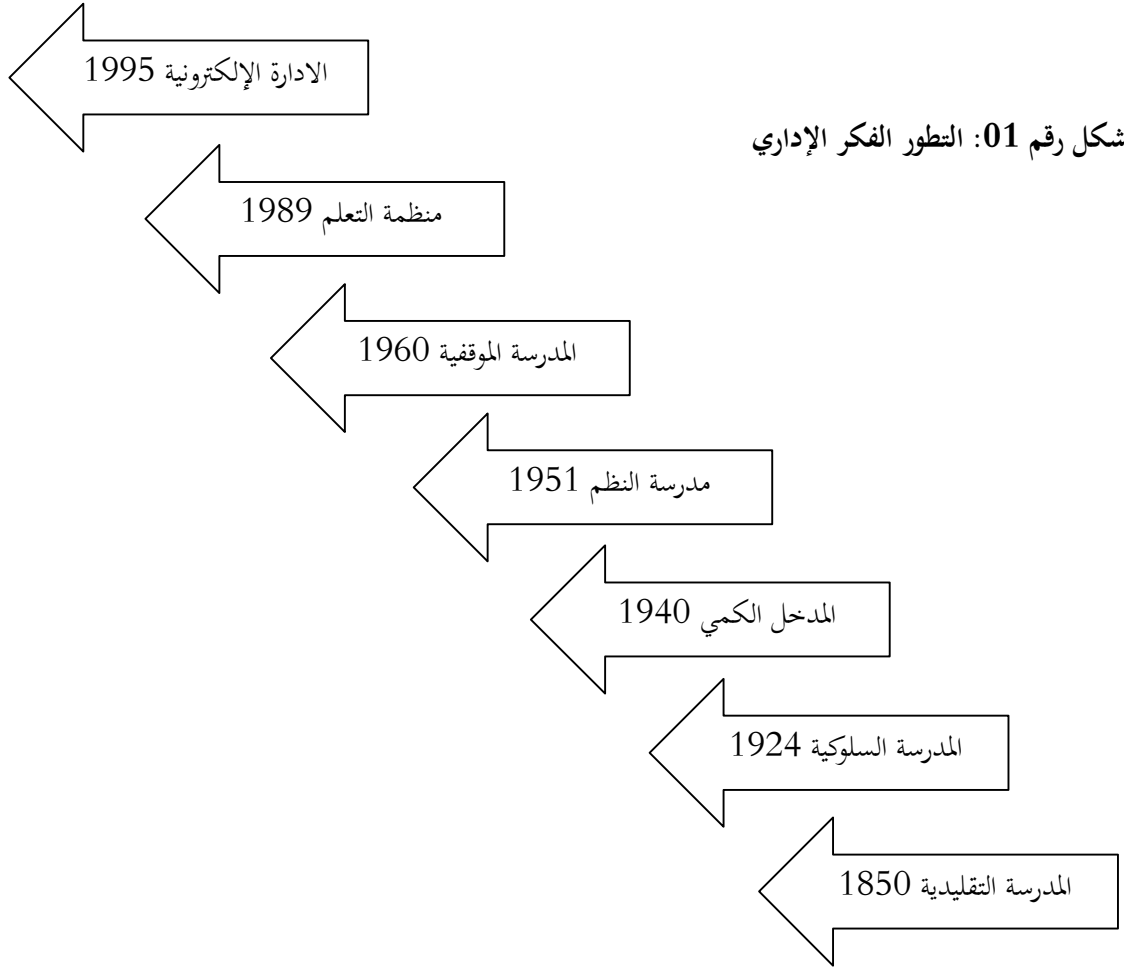 الادارة الإلكترونية 1995
شكل رقم 01: التطور الفكر الإداري
منظمة التعلم 1989
المدرسة الموقفية 1960
مدرسة النظم 1951
المدخل الكمي 1940
المدرسة السلوكية 1924
المدرسة التقليدية 1850